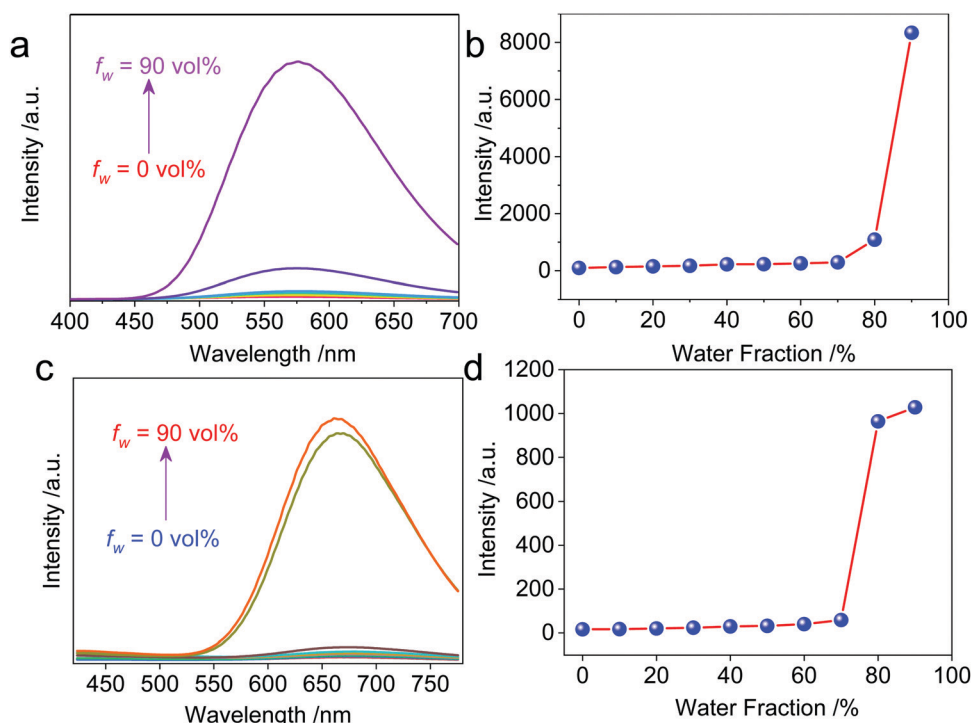 a
f_w = 90 vol%
f_w = 0 vol%
Intensity /a.u.
400 450 500 550 600 650 700
Wavelength /nm
b
8000
6000
4000
2000
0
Intensity /a.u.
0 20 40 60 80 100
Water Fraction /%
c
f_w = 90 vol%
f_w = 0 vol%
Intensity /a.u.
450 500 550 600 650 700 750
Wavelength /nm
d
1200
1000
800
600
400
200
0
Intensity /a.u.
0 20 40 60 80 100
Water Fraction /%